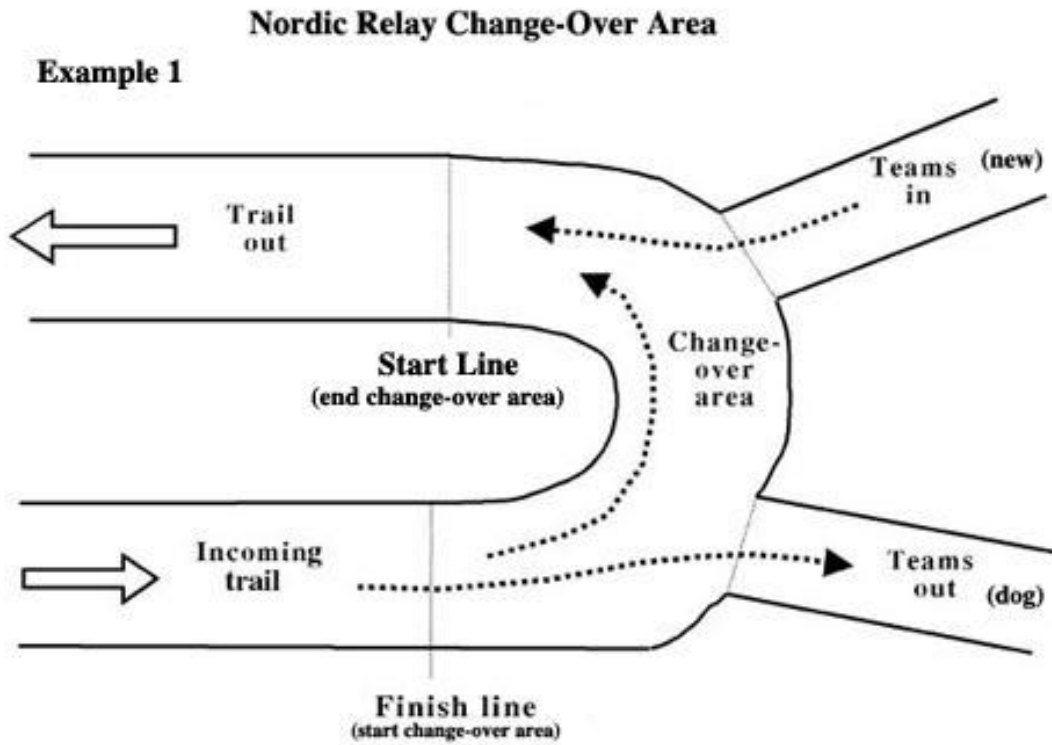 Nordic Relay Change-Over Area
Example 1
Teams (new)
in
Trail
out
Change-
over
area
Start Line
(end change-over area)
Incoming
trail
Teams
out (dog)
Finish line
(start change-over area)